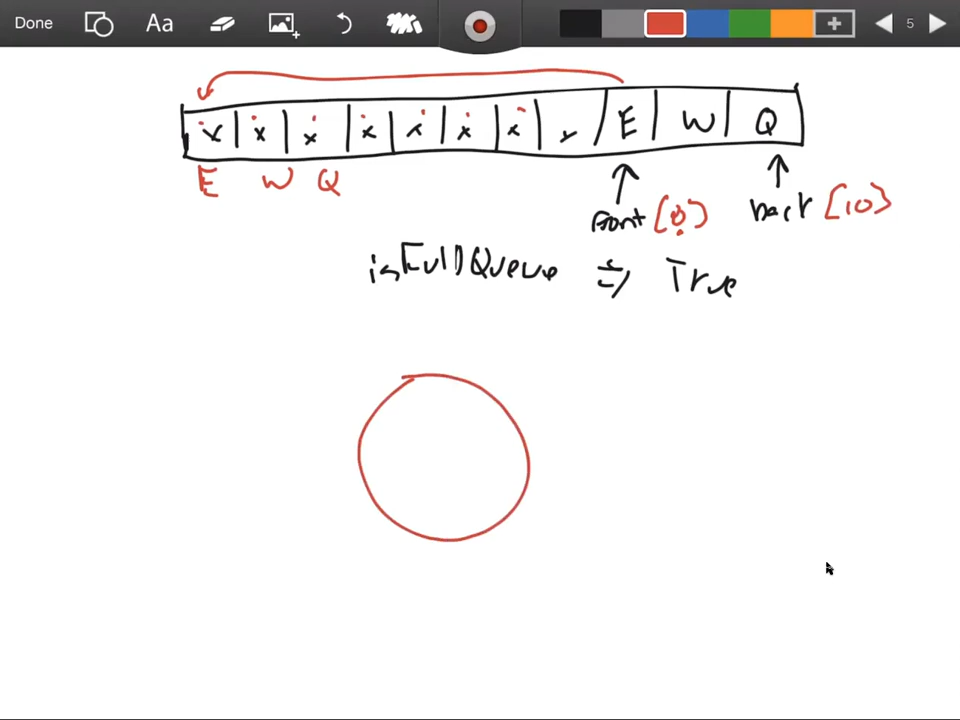 Done Aa 5
x x x x x x x x E W Q
E W Q
Front [8] back [10]
isFullQueue => True